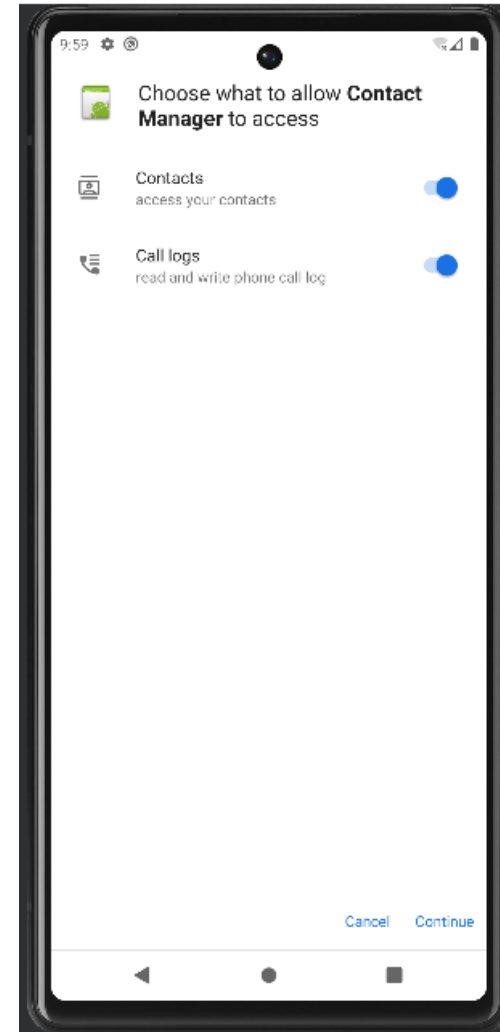 9:59
Choose what to allow Contact
Manager to access
Contacts
access your contacts
Call logs
read and write phone call log
Cancel Continue